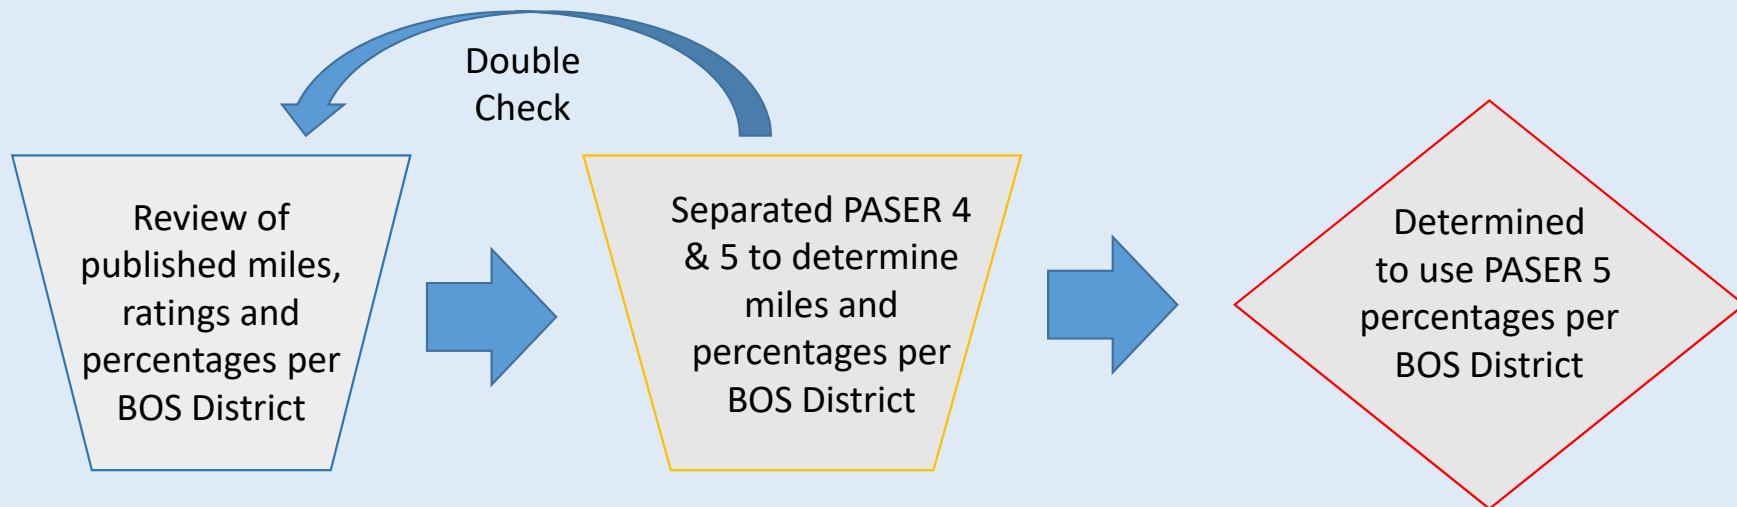 Double
Check
Review of
published miles,
ratings and
percentages per
BOS District
Separated PASER 4
& 5 to determine
miles and
percentages per
BOS District
Determined
to use PASER 5
percentages per
BOS District